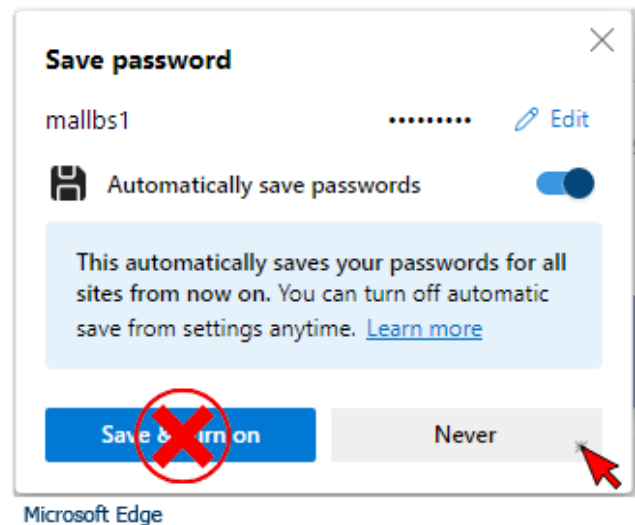 Save password
mallbs1 ••••••••• Edit
Automatically save passwords
This automatically saves your passwords for all
sites from now on. You can turn off automatic
save from settings anytime. Learn more
Save & Turn on
Never
Microsoft Edge